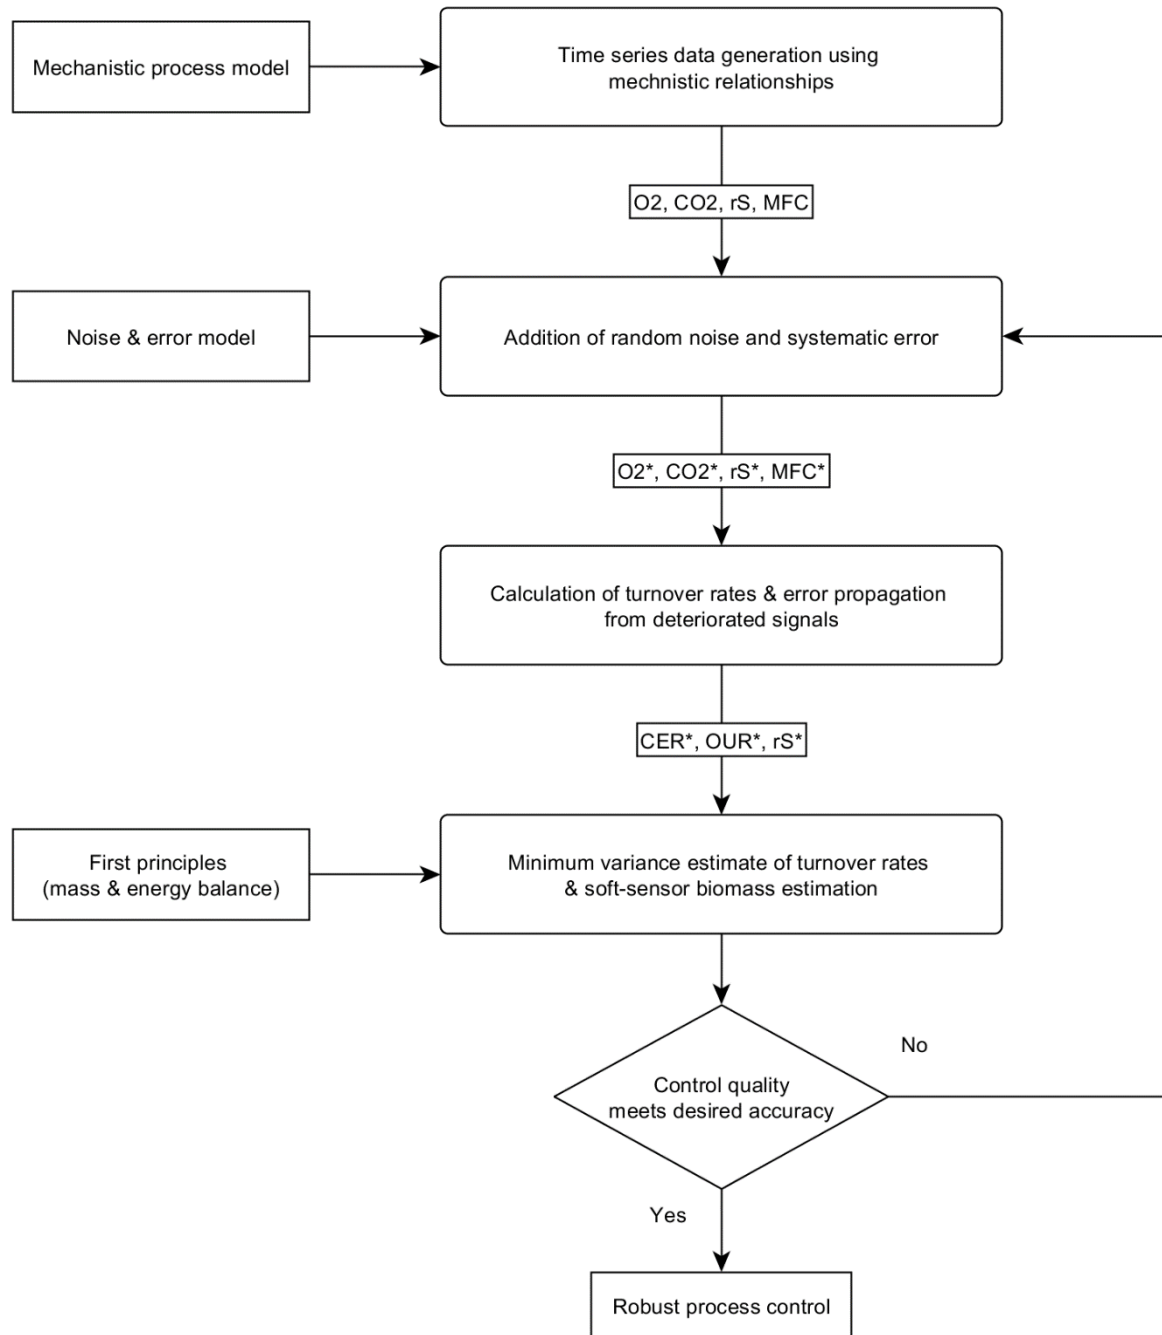 Mechanistic process model
Time series data generation using
mechnistic relationships
O2, CO2, rS, MFC
Noise & error model
Addition of random noise and systematic error
O2*, CO2*, rS*, MFC*
Calculation of turnover rates & error propagation
from deteriorated signals
CER*, OUR*, rS*
First principles
(mass & energy balance)
Minimum variance estimate of turnover rates
& soft-sensor biomass estimation
No
Control quality
meets desired accuracy
Yes
Robust process control